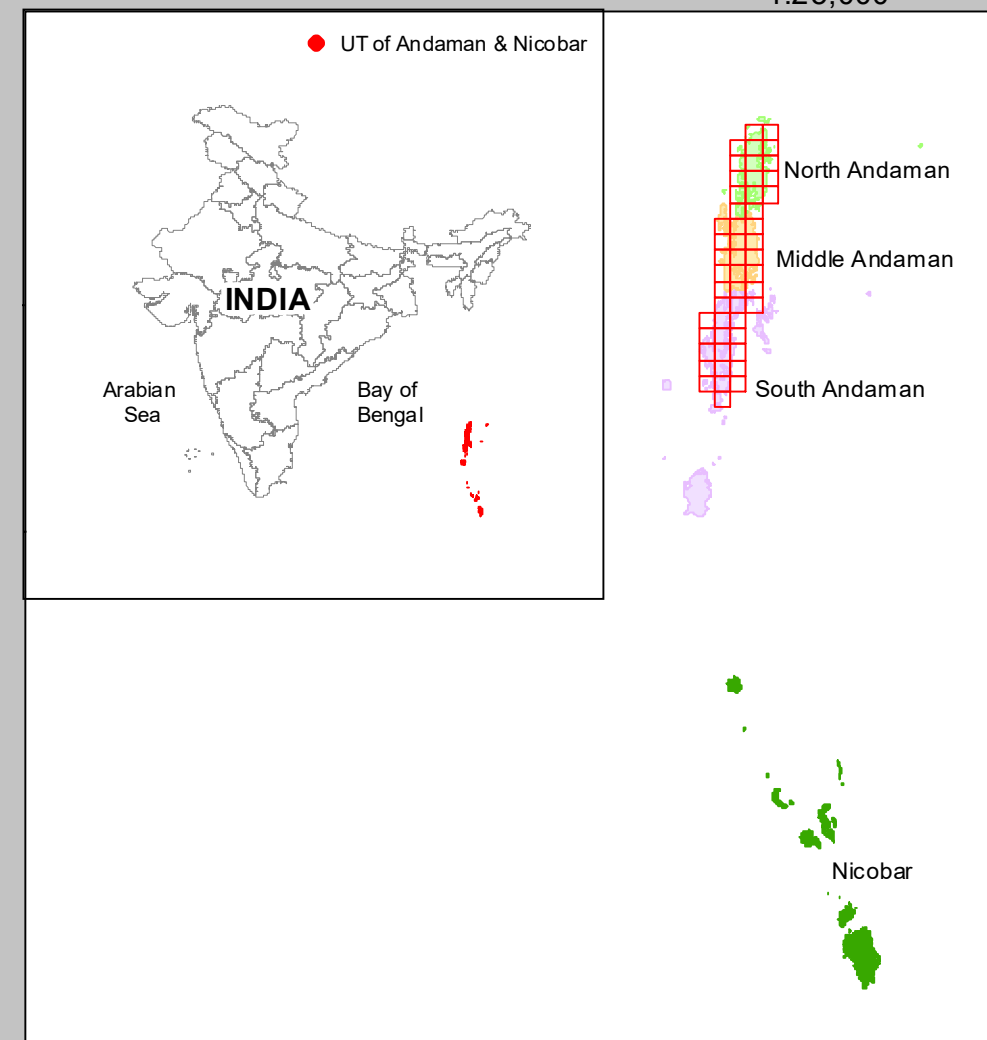 UT of Andaman & Nicobar
INDIA
Arabian
Sea
Bay of
Bengal
North Andaman
Middle Andaman
South Andaman
Nicobar